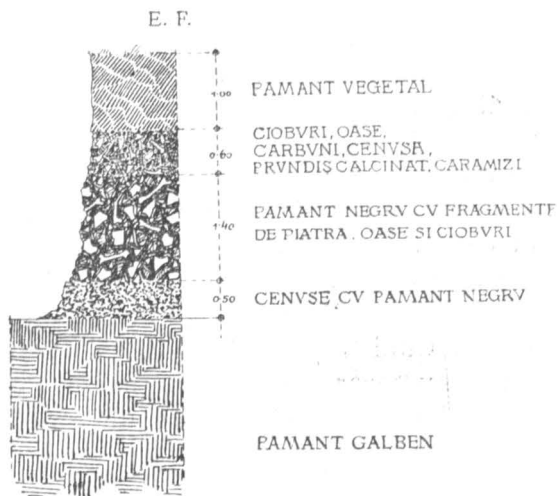 E. F.
1.00
PAMANT VEGETAL
CIOBVRI, OASE,
CARBVNI, CENVSA,
0.60
PRVNDIS CALCINAT, CARAMIZI
PAMANT NEGRV CV FRAGMENTE
1.40
DE PIATRA, OASE SI CIOBVRI
0.50
CENVSE CV PAMANT NEGRV
PAMANT GALBEN